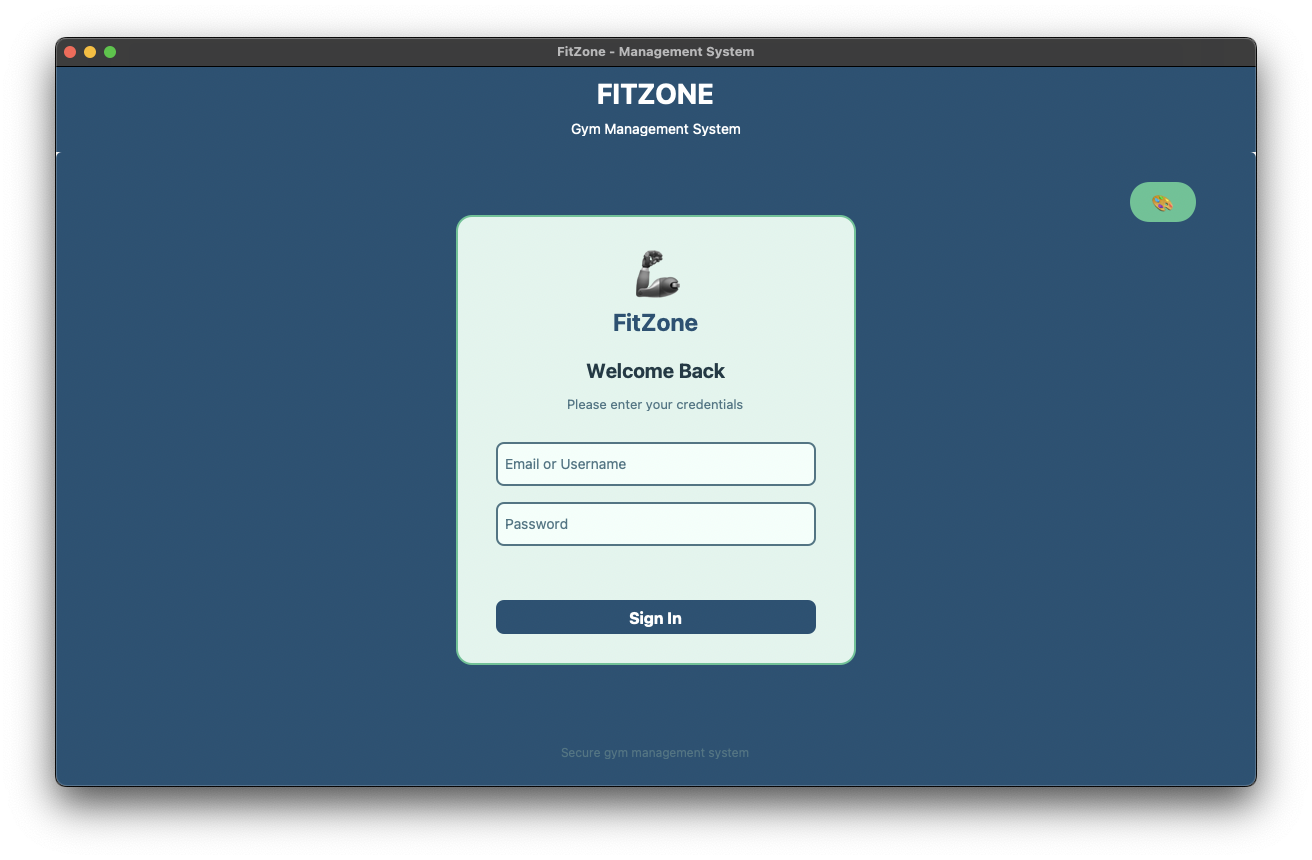 FitZone - Management System
FITZONE
Gym Management System
FitZone
Welcome Back
Please enter your credentials
Email or Username
Password
Sign In
Secure gym management system